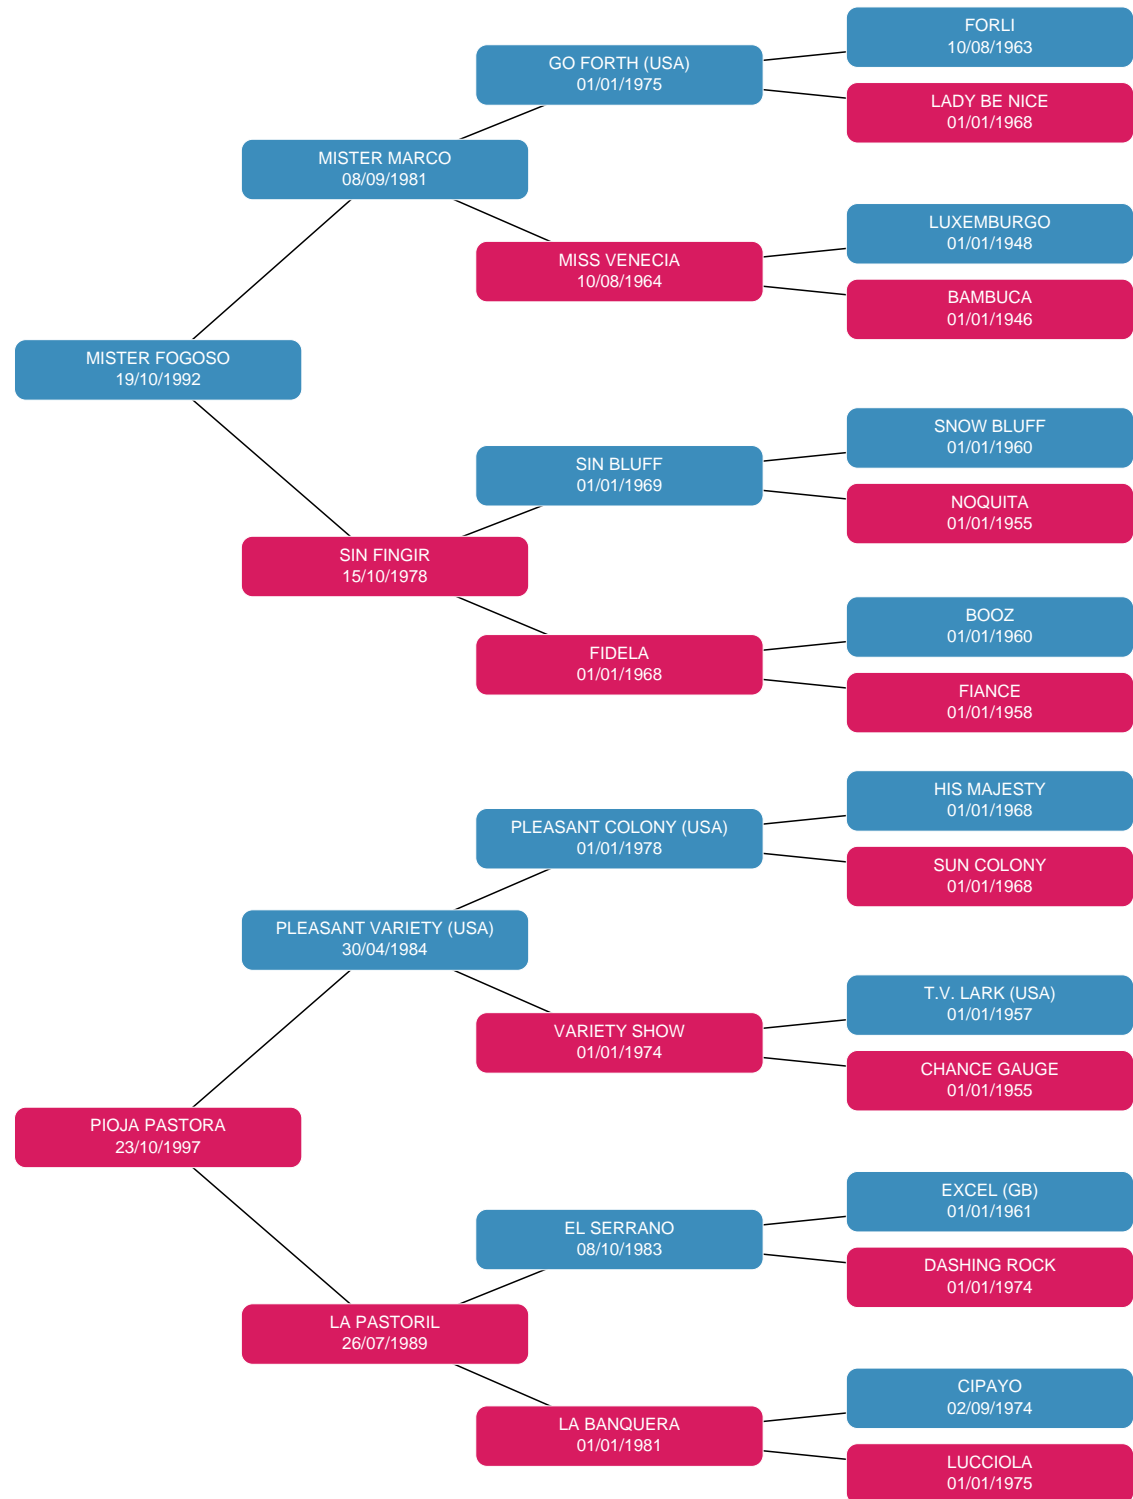 FORLI
10/08/1963
GO FORTH (USA)
01/01/1975
LADY BE NICE
01/01/1968
MISTER MARCO
08/09/1981
LUXEMBURGO
01/01/1948
MISS VENECIA
10/08/1964
BAMBUCA
01/01/1946
MISTER FOGOSO
19/10/1992
SNOW BLUFF
01/01/1960
SIN BLUFF
01/01/1969
NOQUITA
01/01/1955
SIN FINGIR
15/10/1978
BOOZ
01/01/1960
FIDELA
01/01/1968
FIANCE
01/01/1958
HIS MAJESTY
01/01/1968
PLEASANT COLONY (USA)
01/01/1978
SUN COLONY
01/01/1968
PLEASANT VARIETY (USA)
30/04/1984
T.V. LARK (USA)
01/01/1957
VARIETY SHOW
01/01/1974
CHANCE GAUGE
01/01/1955
PIOJA PASTORA
23/10/1997
EXCEL (GB)
01/01/1961
EL SERRANO
08/10/1983
DASHING ROCK
01/01/1974
LA PASTORIL
26/07/1989
CIPAYO
02/09/1974
LA BANQUERA
01/01/1981
LUCCIOLA
01/01/1975